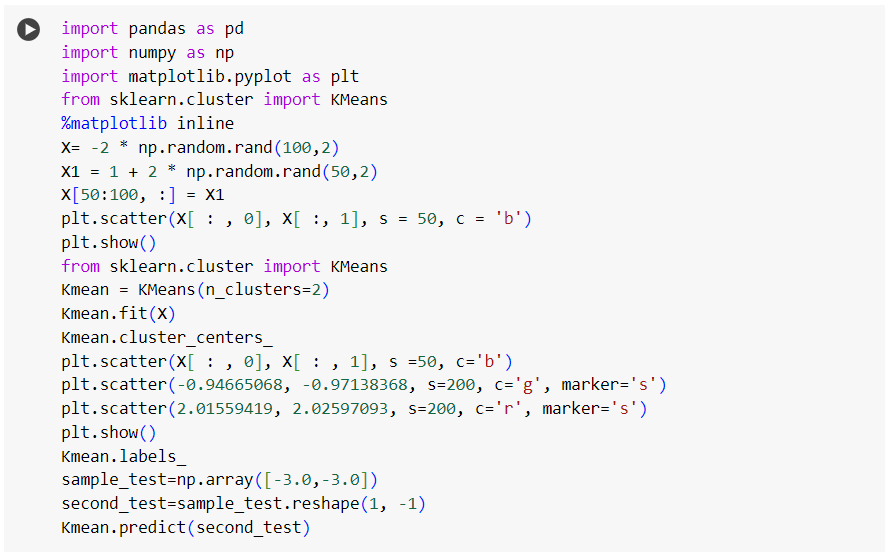 import pandas as pd
import numpy as np
import matplotlib.pyplot as plt
from sklearn.cluster import KMeans
%matplotlib inline
X= -2 * np.random.rand(100,2)
X1 = 1 + 2 * np.random.rand(50,2)
X[50:100, :] = X1
plt.scatter(X[ : , 0], X[ :, 1], s = 50, c = 'b')
plt.show()
from sklearn.cluster import KMeans
Kmean = KMeans(n_clusters=2)
Kmean.fit(X)
Kmean.cluster_centers_
plt.scatter(X[ : , 0], X[ : , 1], s =50, c='b')
plt.scatter(-0.94665068, -0.97138368, s=200, c='g', marker='s')
plt.scatter(2.01559419, 2.02597093, s=200, c='r', marker='s')
plt.show()
Kmean.labels_
sample_test=np.array([-3.0,-3.0])
second_test=sample_test.reshape(1, -1)
Kmean.predict(second_test)